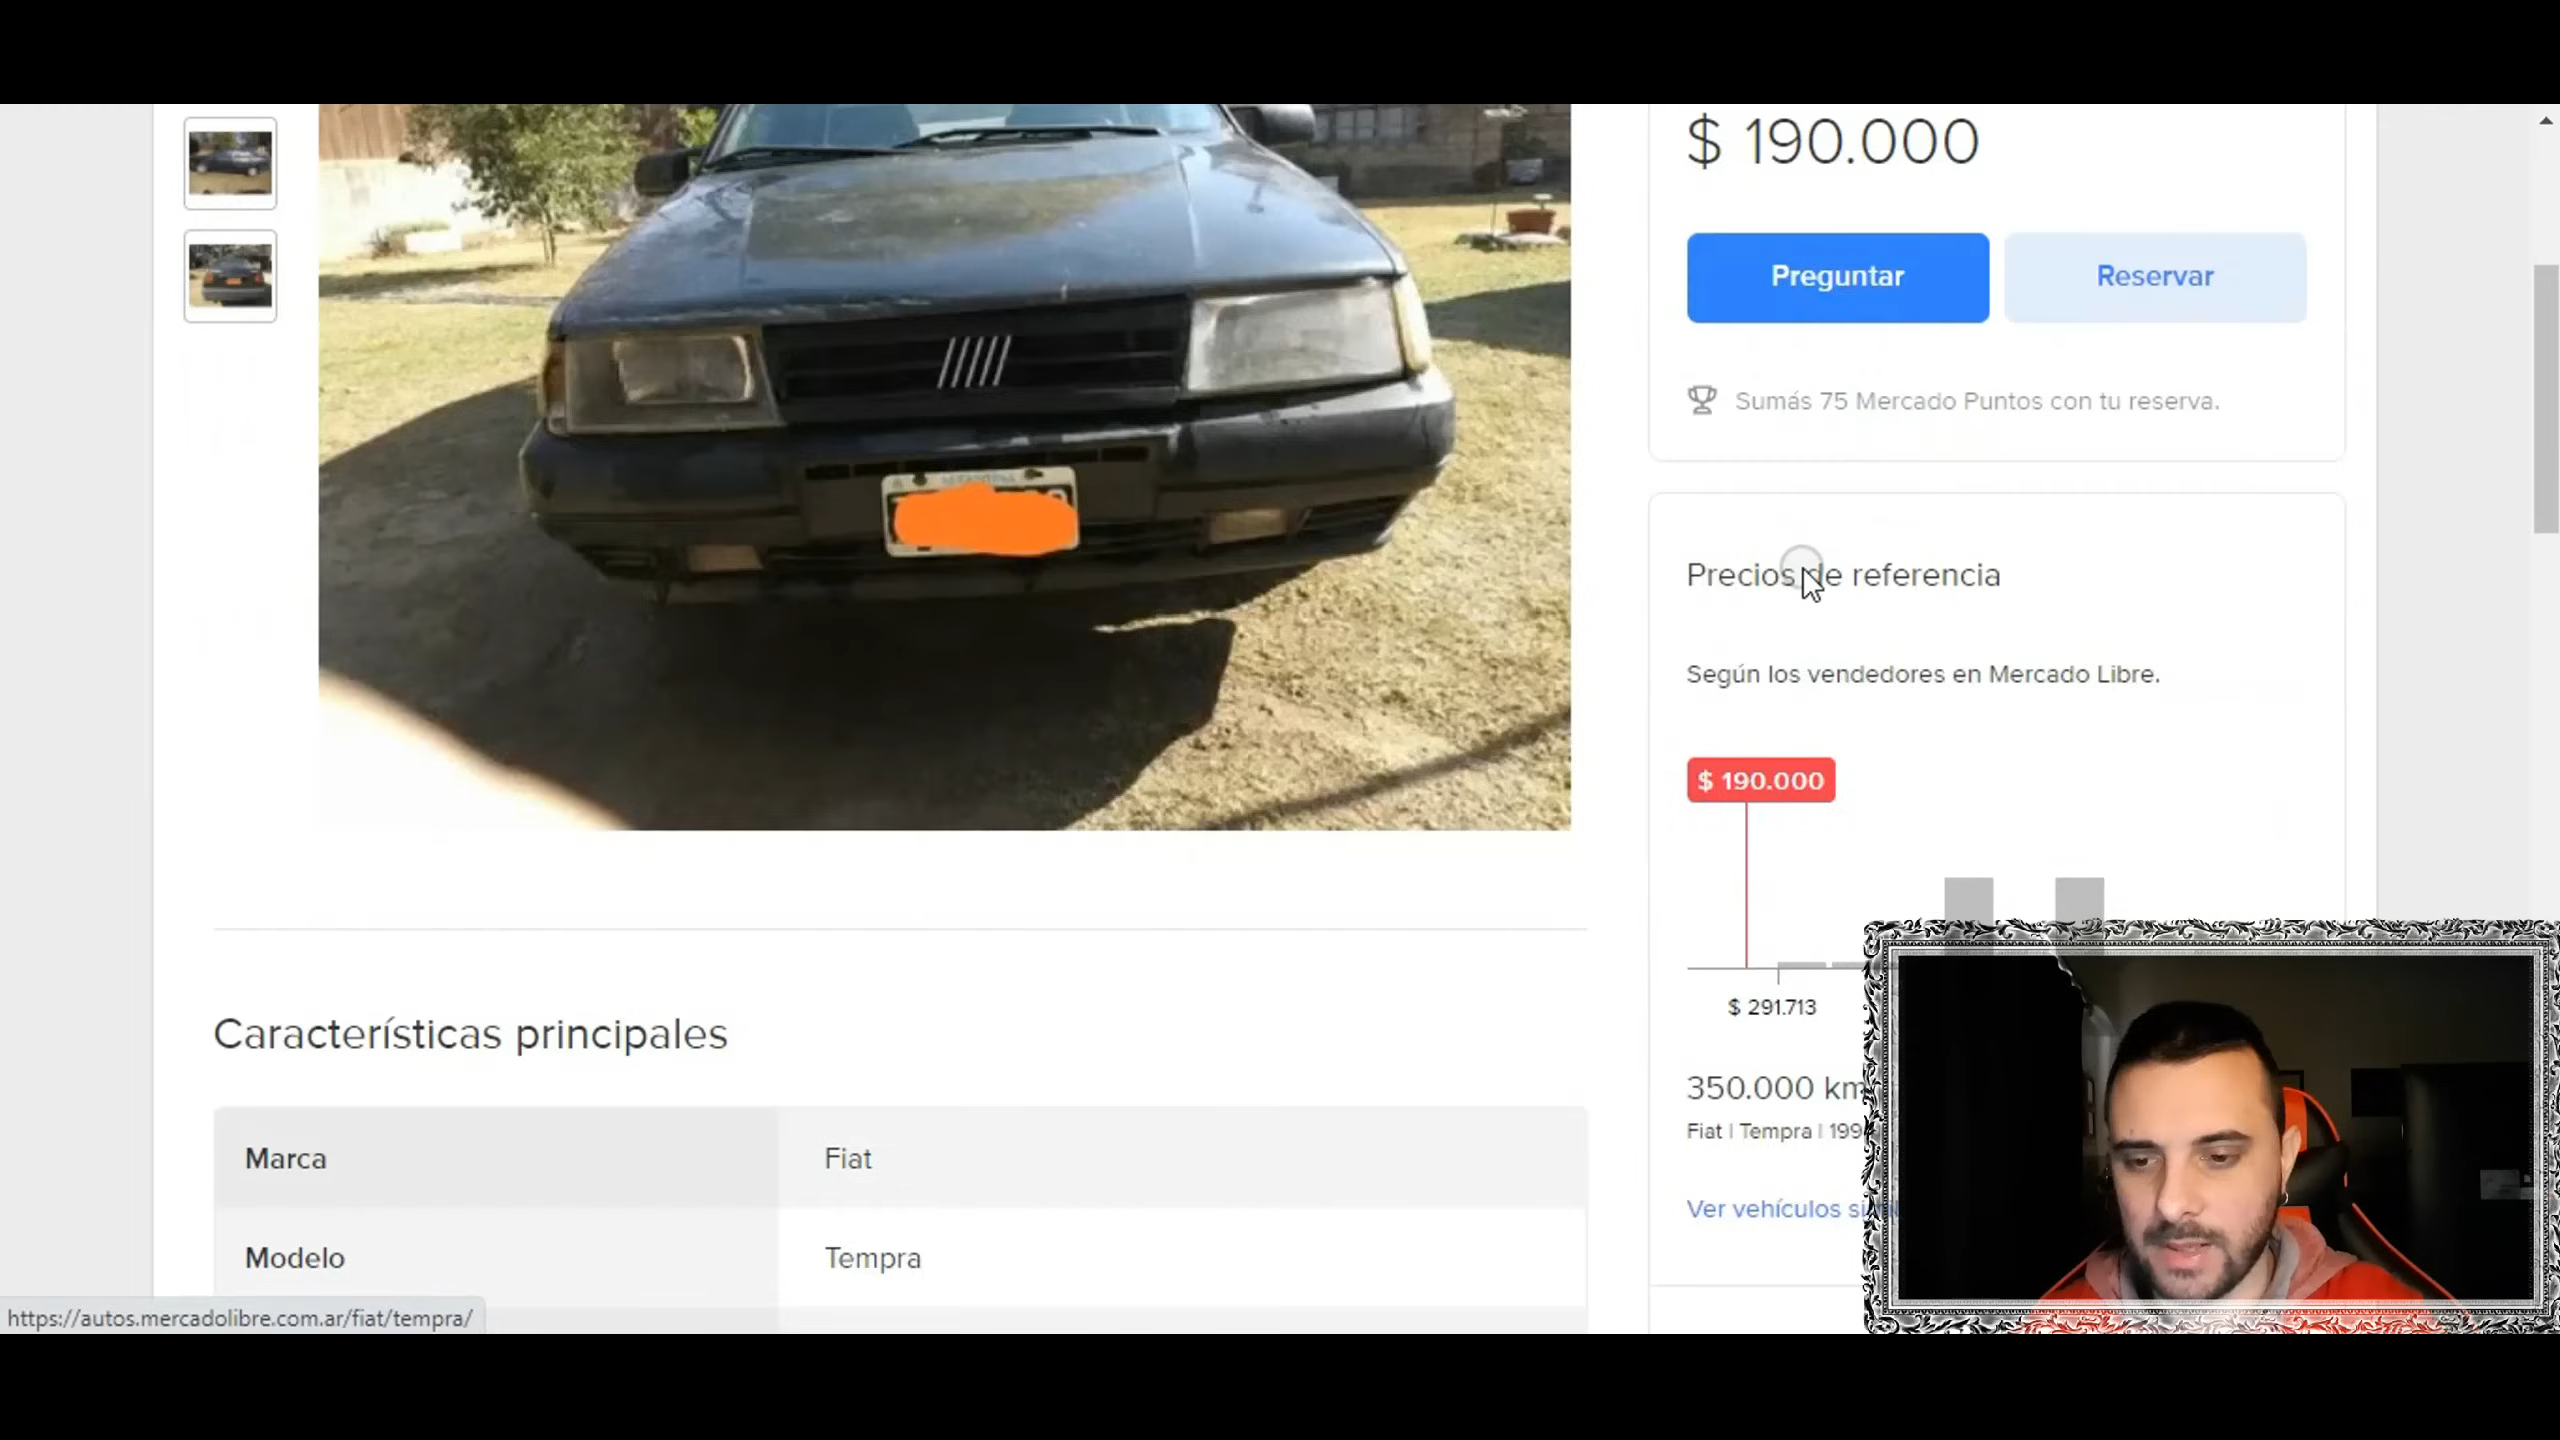 $ 190.000
Preguntar
Reservar
Sumás 75 Mercado Puntos con tu reserva.
Precios de referencia
Según los vendedores en Mercado Libre.
$ 190.000
$ 291.713
350.000 km
Fiat | Tempra | 199
Ver vehículos
Características principales
Marca
Fiat
Modelo
Tempra
https://autos.mercadolibre.com.ar/fiat/tempra/